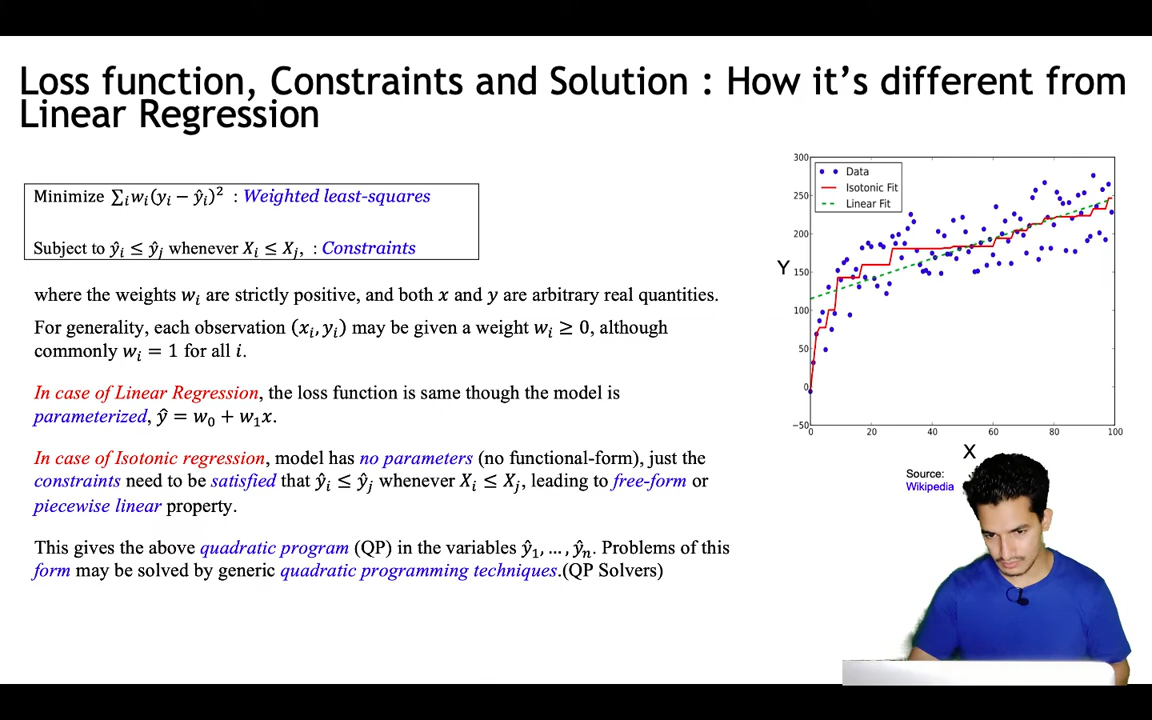 Loss function, Constraints and Solution : How it's different from
Linear Regression
Minimize ∑ᵢwᵢ(yᵢ − ŷᵢ)² : Weighted least-squares
Subject to ŷᵢ ≤ ŷⱼ whenever Xᵢ ≤ Xⱼ, : Constraints
where the weights wᵢ are strictly positive, and both x and y are arbitrary real quantities.
For generality, each observation (xᵢ, yᵢ) may be given a weight wᵢ ≥ 0, although
commonly wᵢ = 1 for all i.
In case of Linear Regression, the loss function is same though the model is
parameterized, ŷ = w₀ + w₁x.
In case of Isotonic regression, model has no parameters (no functional-form), just the
constraints need to be satisfied that ŷᵢ ≤ ŷⱼ whenever Xᵢ ≤ Xⱼ, leading to free-form or
piecewise linear property.
This gives the above quadratic program (QP) in the variables ŷ₁, … , ŷₙ. Problems of this
form may be solved by generic quadratic programming techniques.(QP Solvers)
300
250
200
150
100
50
0
−50
Y
Data
Isotonic Fit
Linear Fit
0 20 40 60 80 100
X
Source:
Wikipedia